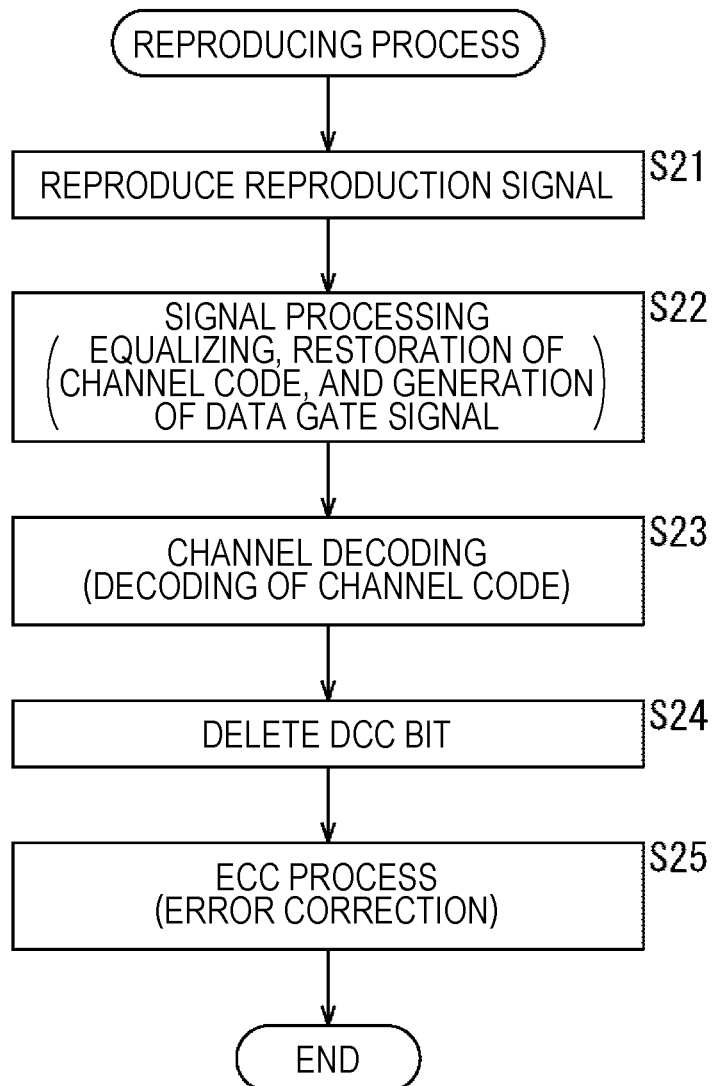 REPRODUCING PROCESS
S21
REPRODUCE REPRODUCTION SIGNAL
S22
SIGNAL PROCESSING
( EQUALIZING, RESTORATION OF
CHANNEL CODE, AND GENERATION
OF DATA GATE SIGNAL )
S23
CHANNEL DECODING
(DECODING OF CHANNEL CODE)
S24
DELETE DCC BIT
S25
ECC PROCESS
(ERROR CORRECTION)
END